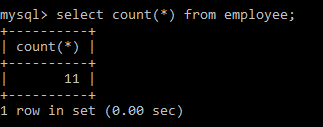 mysql> select count(*) from employee;
+----------+
| count(*) |
+----------+
|       11 |
+----------+
1 row in set (0.00 sec)